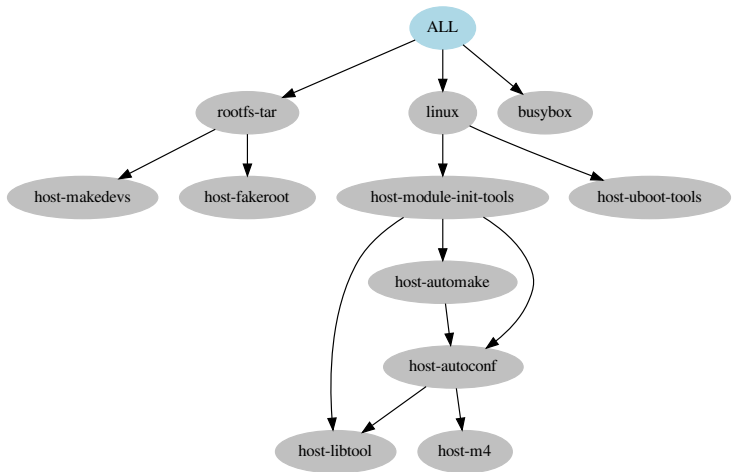 ALL
rootfs-tar
linux
busybox
host-makedevs
host-fakeroot
host-module-init-tools
host-uboot-tools
host-automake
host-autoconf
host-libtool
host-m4